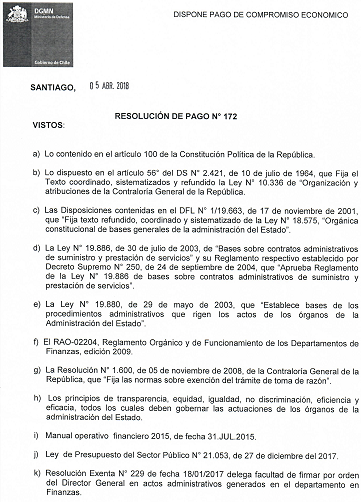 DGMN
Ministerio de Defensa
Gobierno de Chile
DISPONE PAGO DE COMPROMISO ECONOMICO
SANTIAGO, 05 ABR. 2018
RESOLUCIÓN DE PAGO N° 172
VISTOS:
a) Lo contenido en el artículo 100 de la Constitución Política de la República.
b) Lo dispuesto en el artículo 56° del DS N° 2.421, de 10 de julio de 1964, que Fija el
Texto coordinado, sistematizados y refundido la Ley N° 10.336 de “Organización y
atribuciones de la Contraloría General de la República.
c) Las Disposiciones contenidas en el DFL N° 1/19.663, de 17 de noviembre de 2001,
que “Fija texto refundido, coordinado y sistematizado de la Ley N° 18.575, “Orgánica
constitucional de bases generales de la administración del Estado”.
d) La Ley N° 19.886, de 30 de julio de 2003, de “Bases sobre contratos administrativos
de suministro y prestación de servicios” y su Reglamento respectivo establecido por
Decreto Supremo N° 250, de 24 de septiembre de 2004, que “Aprueba Reglamento
de la Ley N° 19.886 de bases sobre contratos administrativos de suministro y
prestación de servicios”.
e) La Ley N° 19.880, de 29 de mayo de 2003, que “Establece bases de los
procedimientos administrativos que rigen los actos de los órganos de la
Administración del Estado”.
f) El RAO-02204, Reglamento Orgánico y de Funcionamiento de los Departamentos de
Finanzas, edición 2009.
g) La Resolución N° 1.600, de 05 de noviembre de 2008, de la Contraloría General de la
República, que “Fija las normas sobre exención del trámite de toma de razón”.
h) Los principios de transparencia, equidad, igualdad, no discriminación, eficiencia y
eficacia, todos los cuales deben gobernar las actuaciones de los órganos de la
administración del Estado.
i) Manual operativo financiero 2015, de fecha 31.JUL.2015.
j) Ley de Presupuesto del Sector Público N° 21.053, de 27 de diciembre de 2017.
k) Resolución Exenta N° 229 de fecha 18/01/2017 delega facultad de firmar por orden
del Director General en actos administrativos generados en el departamento en
Finanzas.